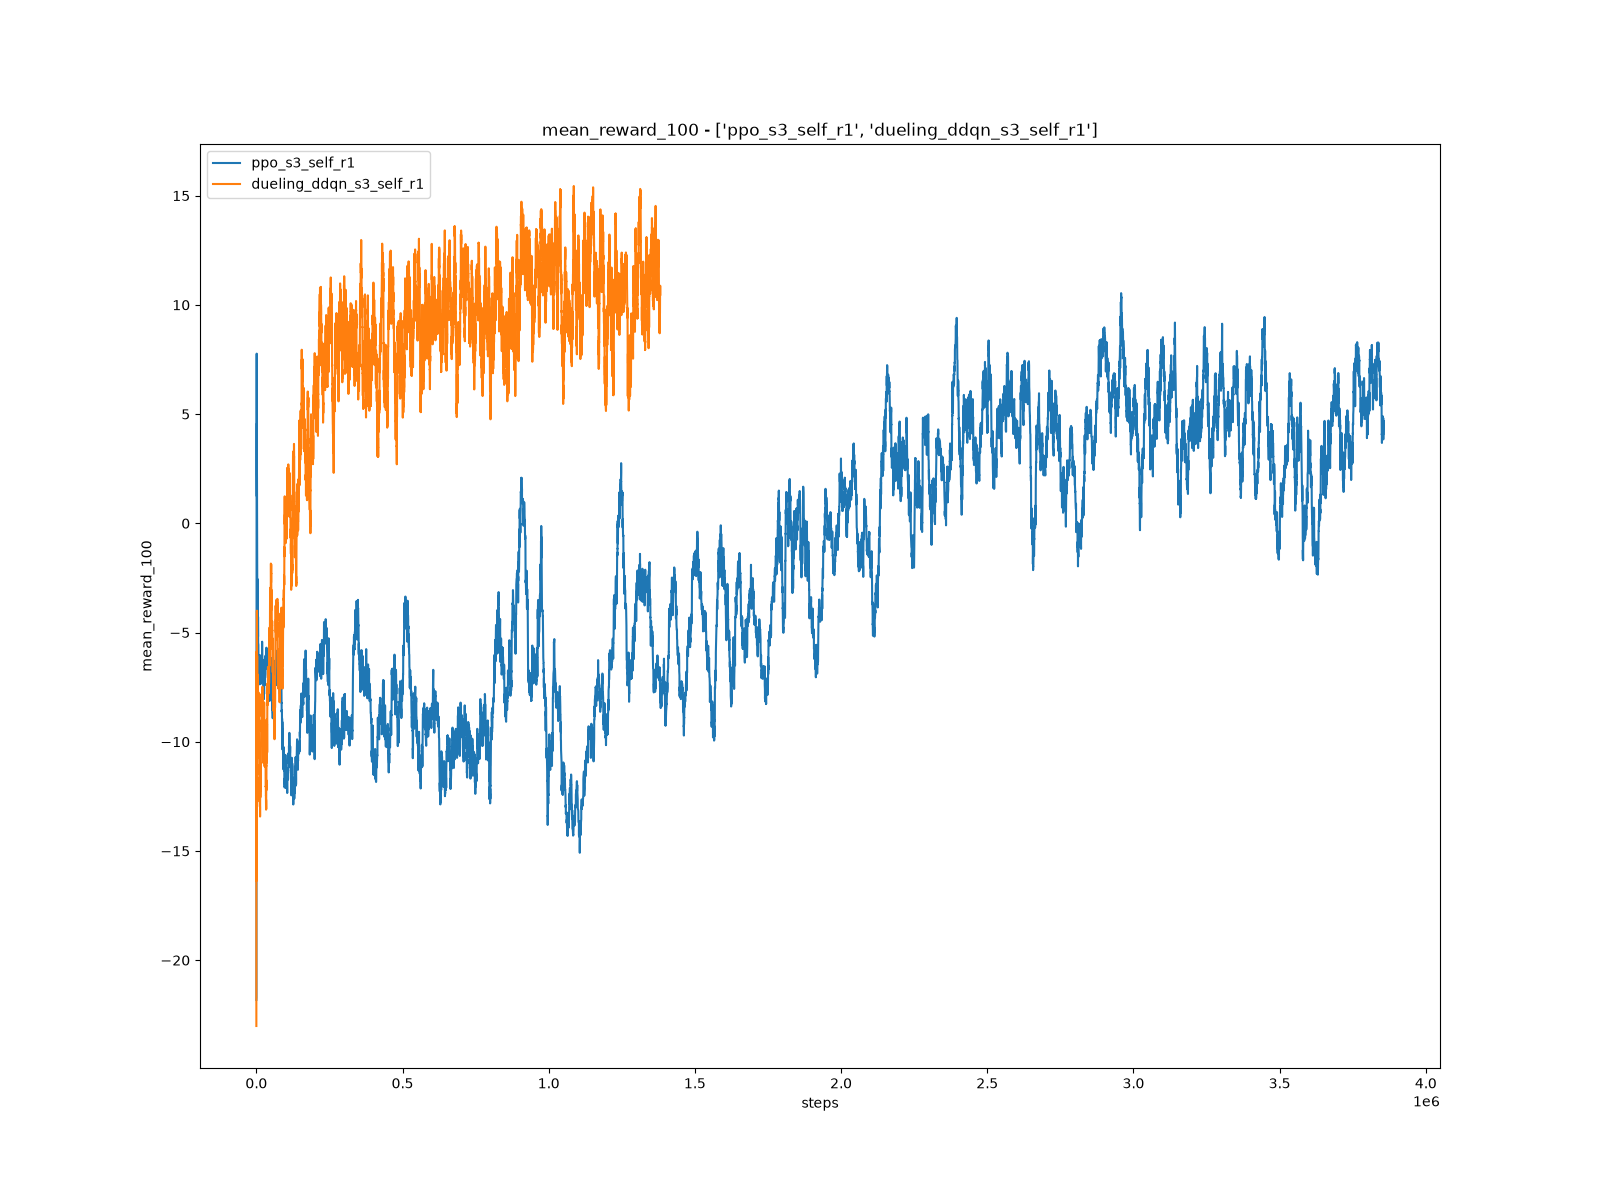 mean_reward_100 - ['ppo_s3_self_r1', 'dueling_ddqn_s3_self_r1']
ppo_s3_self_r1
dueling_ddqn_s3_self_r1
15
10
5
0
−5
−10
−15
−20
mean_reward_100
0.0 0.5 1.0 1.5 2.0 2.5 3.0 3.5 4.0
steps
1e6